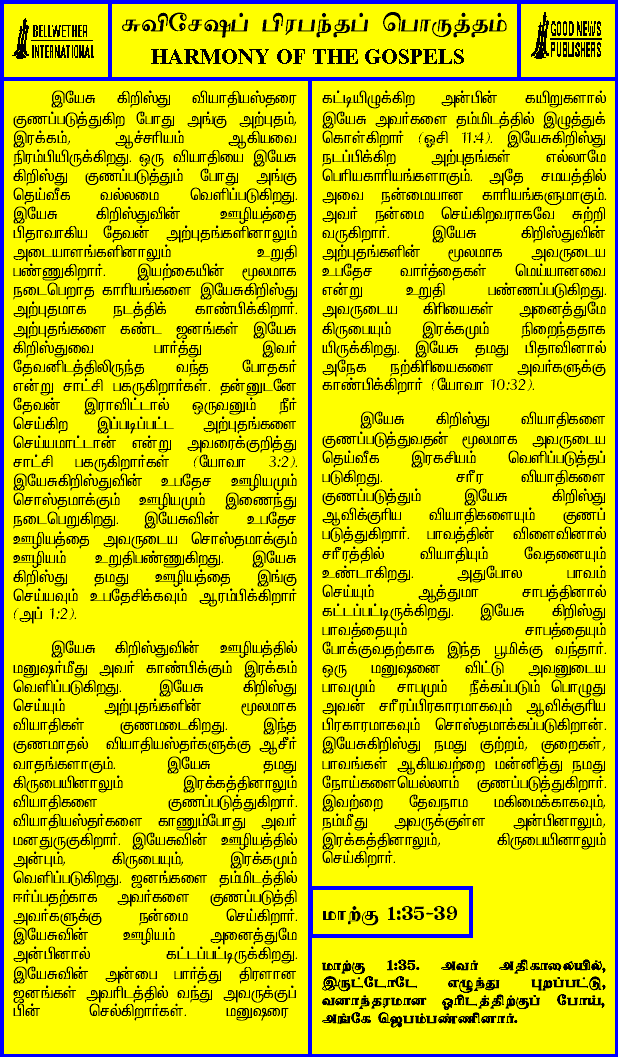 BELLWETHER
INTERNATIONAL
சுவிசேஷப் பிரபந்தப் பொருத்தம்
HARMONY OF THE GOSPELS
GOOD NEWS
PUBLISHERS
இயேசு கிறிஸ்து வியாதியஸ்தரை
குணப்படுத்துகிற போது அங்கு அற்புதம்,
இரக்கம், ஆச்சரியம் ஆகியவை
நிரம்பியிருக்கிறது. ஒரு வியாதியை இயேசு
கிறிஸ்து குணப்படுத்தும் போது அங்கு
தெய்வீக வல்லமை வெளிப்படுகிறது.
இயேசு கிறிஸ்துவின் ஊழியத்தை
பிதாவாகிய தேவன் அற்புதங்களினாலும்
அடையாளங்களினாலும் உறுதி
பண்ணுகிறார். இயற்கையின் மூலமாக
நடைபெறாத காரியங்களை இயேசுகிறிஸ்து
அற்புதமாக நடத்திக் காண்பிக்கிறார்.
அற்புதங்களை கண்ட ஜனங்கள் இயேசு
கிறிஸ்துவை பார்த்து இவர்
தேவனிடத்திலிருந்த வந்த போதகர்
என்று சாட்சி பகருகிறார்கள். தன்னுடனே
தேவன் இராவிட்டால் ஒருவனும் நீர்
செய்கிற இப்படிப்பட்ட அற்புதங்களை
செய்யமாட்டான் என்று அவரைக்குறித்து
சாட்சி பகருகிறார்கள் (யோவா 3:2).
இயேசுகிறிஸ்துவின் உபதேச ஊழியமும்
சொஸ்தமாக்கும் ஊழியமும் இணைந்து
நடைபெறுகிறது. இயேசுவின் உபதேச
ஊழியத்தை அவருடைய சொஸ்தமாக்கும்
ஊழியம் உறுதிபண்ணுகிறது. இயேசு
கிறிஸ்து தமது ஊழியத்தை இங்கு
செய்யவும் உபதேசிக்கவும் ஆரம்பிக்கிறார்
(அப் 1:2).
இயேசு கிறிஸ்துவின் ஊழியத்தில்
மனுஷர்மீது அவர் காண்பிக்கும் இரக்கம்
வெளிப்படுகிறது. இயேசு கிறிஸ்து
செய்யும் அற்புதங்களின் மூலமாக
வியாதிகள் குணமடைகிறது. இந்த
குணமாதல் வியாதியஸ்தர்களுக்கு ஆசீர்
வாதங்களாகும். இயேசு தமது
கிருபையினாலும் இரக்கத்தினாலும்
வியாதிகளை குணப்படுத்துகிறார்.
வியாதியஸ்தர்களை காணும்போது அவர்
மனதுருகுகிறார். இயேசுவின் ஊழியத்தில்
அன்பும், கிருபையும், இரக்கமும்
வெளிப்படுகிறது. ஜனங்களை தம்மிடத்தில்
ஈர்ப்பதற்காக அவர்களை குணப்படுத்தி
அவர்களுக்கு நன்மை செய்கிறார்.
இயேசுவின் ஊழியம் அனைத்துமே
அன்பினால் கட்டப்பட்டிருக்கிறது.
இயேசுவின் அன்பை பார்த்து திரளான
ஜனங்கள் அவரிடத்தில் வந்து அவருக்குப்
பின் செல்கிறார்கள். மனுஷரை
கட்டியிழுக்கிற அன்பின் கயிறுகளால்
இயேசு அவர்களை தம்மிடத்தில் இழுத்துக்
கொள்கிறார் (ஓசி 11:4). இயேசுகிறிஸ்து
நடப்பிக்கிற அற்புதங்கள் எல்லாமே
பெரியகாரியங்களாகும். அதே சமயத்தில்
அவை நன்மையான காரியங்களுமாகும்.
அவர் நன்மை செய்கிறவராகவே சுற்றி
வருகிறார். இயேசு கிறிஸ்துவின்
அற்புதங்களின் மூலமாக அவருடைய
உபதேச வார்த்தைகள் மெய்யானவை
என்று உறுதி பண்ணப்படுகிறது.
அவருடைய கிரியைகள் அனைத்துமே
கிருபையும் இரக்கமும் நிறைந்ததாக
யிருக்கிறது. இயேசு தமது பிதாவினால்
அநேக நற்கிரியைகளை அவர்களுக்கு
காண்பிக்கிறார் (யோவா 10:32).
இயேசு கிறிஸ்து வியாதிகளை
குணப்படுத்துவதன் மூலமாக அவருடைய
தெய்வீக இரகசியம் வெளிப்படுத்தப்
படுகிறது. சரீர வியாதிகளை
குணப்படுத்தும் இயேசு கிறிஸ்து
ஆவிக்குரிய வியாதிகளையும் குணப்
படுத்துகிறார். பாவத்தின் விளைவினால்
சரீரத்தில் வியாதியும் வேதனையும்
உண்டாகிறது. அதுபோல பாவம்
செய்யும் ஆத்துமா சாபத்தினால்
கட்டப்பட்டிருக்கிறது. இயேசு கிறிஸ்து
பாவத்தையும் சாபத்தையும்
போக்குவதற்காக இந்த பூமிக்கு வந்தார்.
ஒரு மனுஷனை விட்டு அவனுடைய
பாவமும் சாபமும் நீக்கப்படும் பொழுது
அவன் சரீரப்பிரகாரமாகவும் ஆவிக்குரிய
பிரகாரமாகவும் சொஸ்தமாக்கப்படுகிறான்.
இயேசுகிறிஸ்து நமது குற்றம், குறைகள்,
பாவங்கள் ஆகியவற்றை மன்னித்து நமது
நோய்களையெல்லாம் குணப்படுத்துகிறார்.
இவற்றை தேவநாம மகிமைக்காகவும்,
நம்மீது அவருக்குள்ள அன்பினாலும்,
இரக்கத்தினாலும், கிருபையினாலும்
செய்கிறார்.
மாற்கு 1:35-39
மாற்கு 1:35. அவர் அதிகாலையில்,
இருட்டோடே எழுந்து புறப்பட்டு,
வனாந்தரமான ஓரிடத்திற்குப் போய்,
அங்கே ஜெபம்பண்ணினார்.